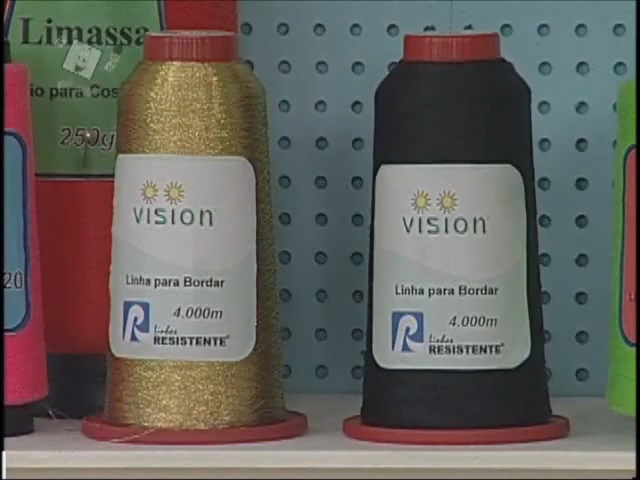 Limassa
io para Cos
250g
20
vision
Linha para Bordar
4.000m
Linhas
RESISTENTE
vision
Linha para Bordar
4.000m
Linhas
RESISTENTE